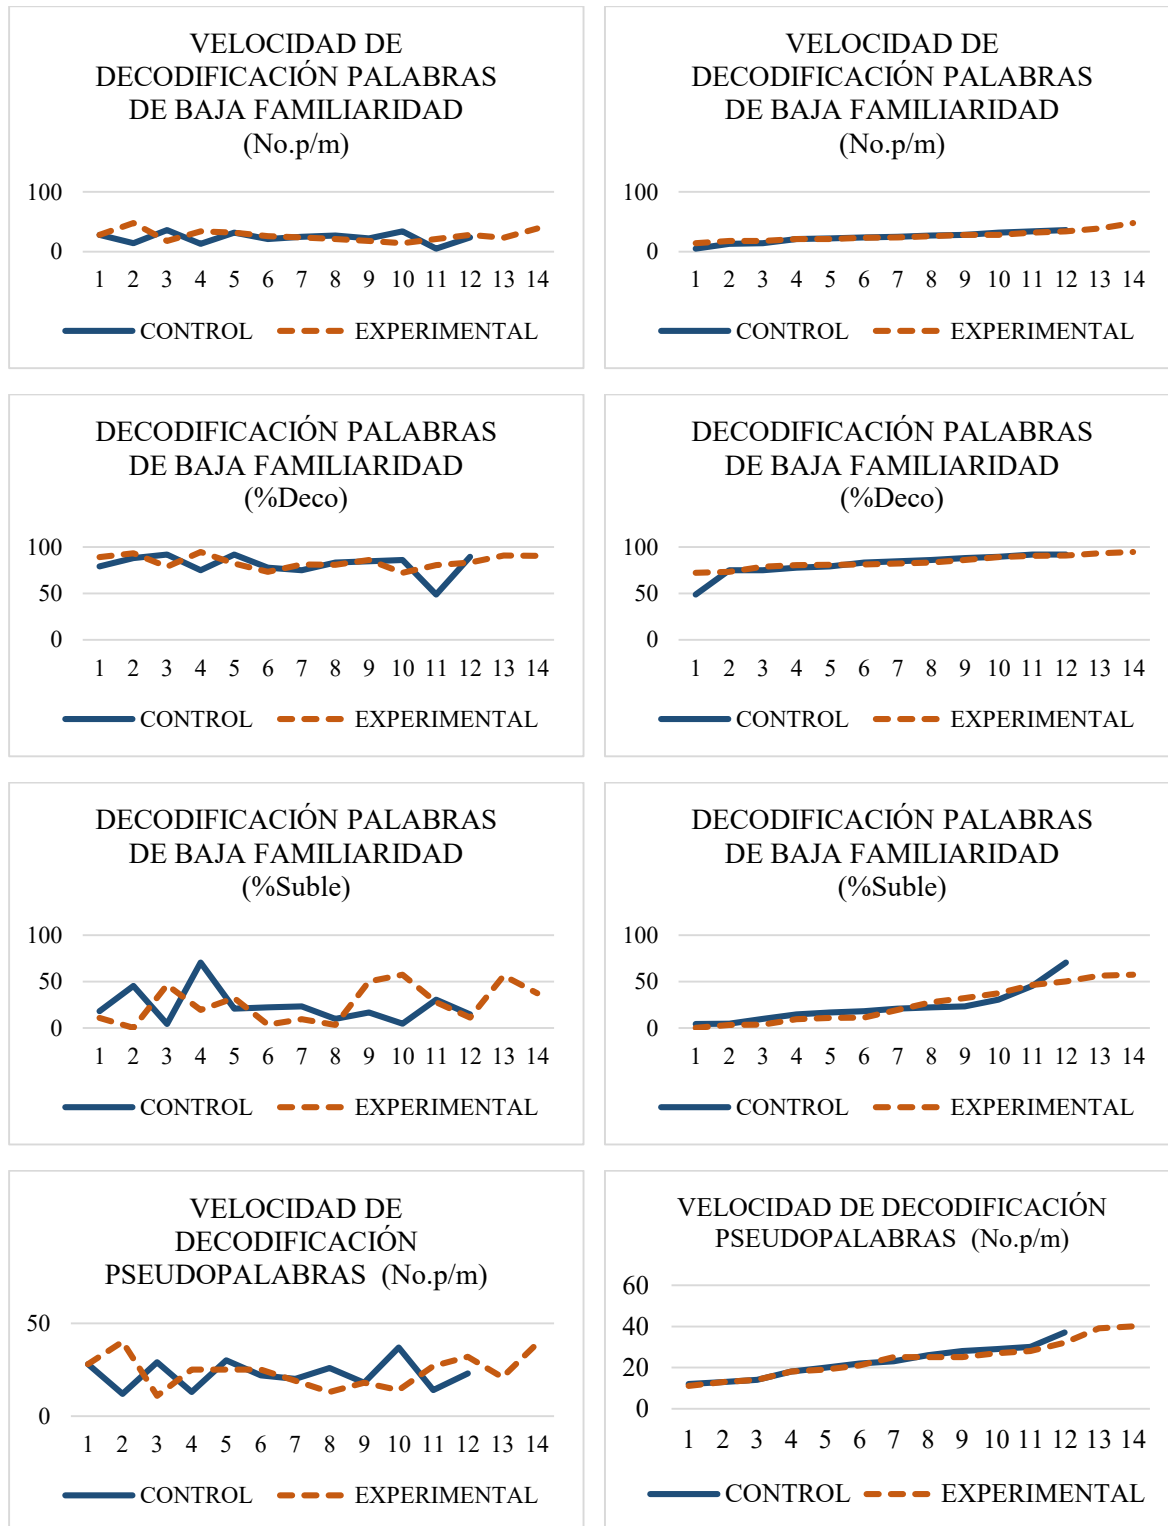 VELOCIDAD DE
DECODIFICACIÓN PALABRAS
DE BAJA FAMILIARIDAD
(No.p/m)
100
0
1 2 3 4 5 6 7 8 9 10 11 12 13 14
CONTROL EXPERIMENTAL
VELOCIDAD DE
DECODIFICACIÓN PALABRAS
DE BAJA FAMILIARIDAD
(No.p/m)
100
0
1 2 3 4 5 6 7 8 9 10 11 12 13 14
CONTROL EXPERIMENTAL
DECODIFICACIÓN PALABRAS
DE BAJA FAMILIARIDAD
(%Deco)
100
50
0
1 2 3 4 5 6 7 8 9 10 11 12 13 14
CONTROL EXPERIMENTAL
DECODIFICACIÓN PALABRAS
DE BAJA FAMILIARIDAD
(%Deco)
100
50
0
1 2 3 4 5 6 7 8 9 10 11 12 13 14
CONTROL EXPERIMENTAL
DECODIFICACIÓN PALABRAS
DE BAJA FAMILIARIDAD
(%Suble)
100
50
0
1 2 3 4 5 6 7 8 9 10 11 12 13 14
CONTROL EXPERIMENTAL
DECODIFICACIÓN PALABRAS
DE BAJA FAMILIARIDAD
(%Suble)
100
50
0
1 2 3 4 5 6 7 8 9 10 11 12 13 14
CONTROL EXPERIMENTAL
VELOCIDAD DE
DECODIFICACIÓN
PSEUDOPALABRAS (No.p/m)
50
0
1 2 3 4 5 6 7 8 9 10 11 12 13 14
CONTROL EXPERIMENTAL
VELOCIDAD DE DECODIFICACIÓN
PSEUDOPALABRAS (No.p/m)
60
40
20
0
1 2 3 4 5 6 7 8 9 10 11 12 13 14
CONTROL EXPERIMENTAL